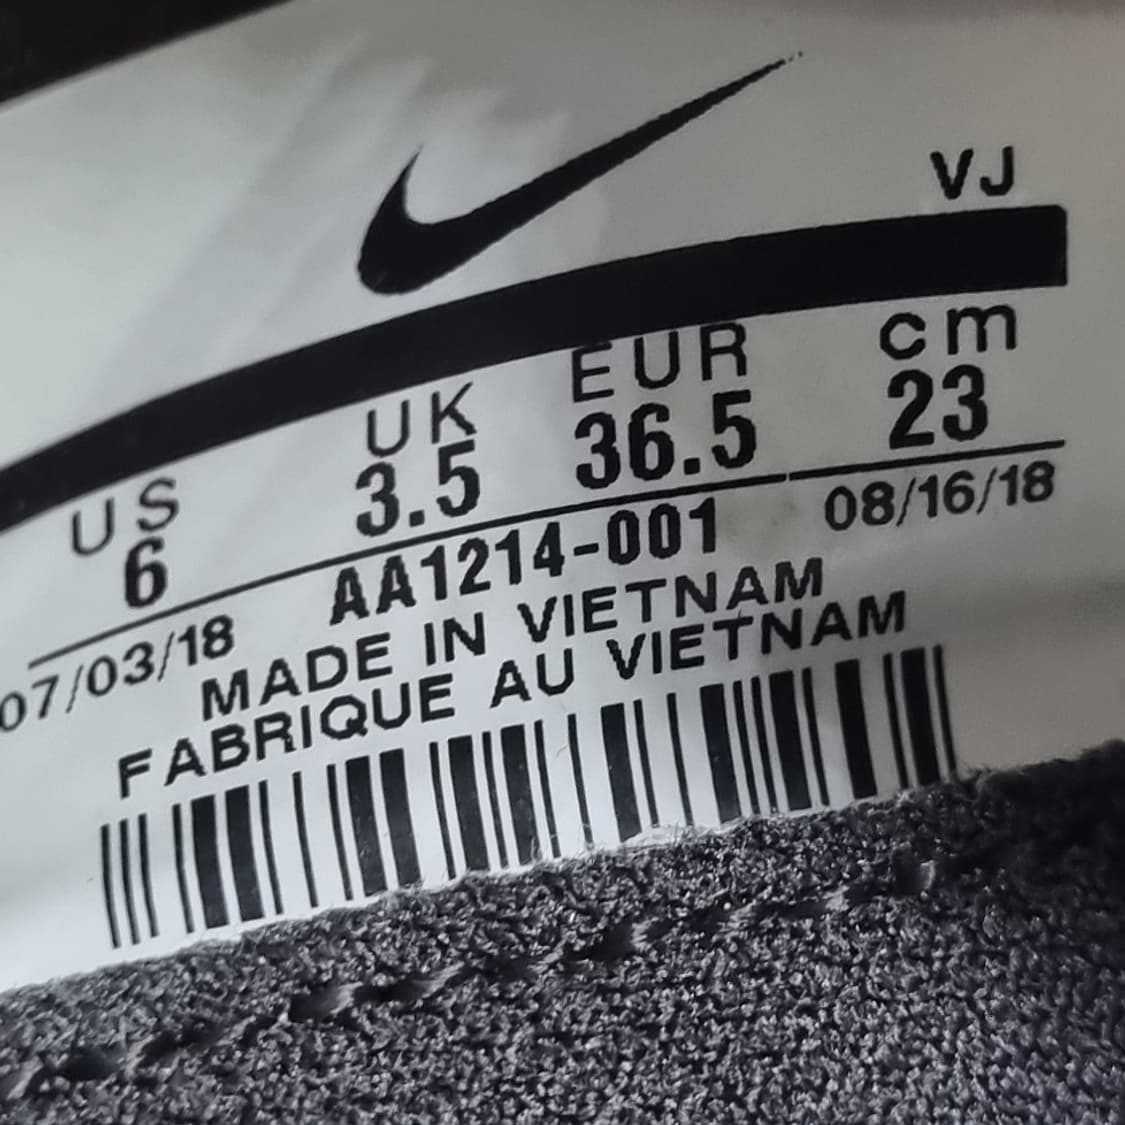 VJ
US UK EUR cm
6 3.5 36.5 23
07/03/18 AA1214-001 08/16/18
MADE IN VIETNAM
FABRIQUE AU VIETNAM